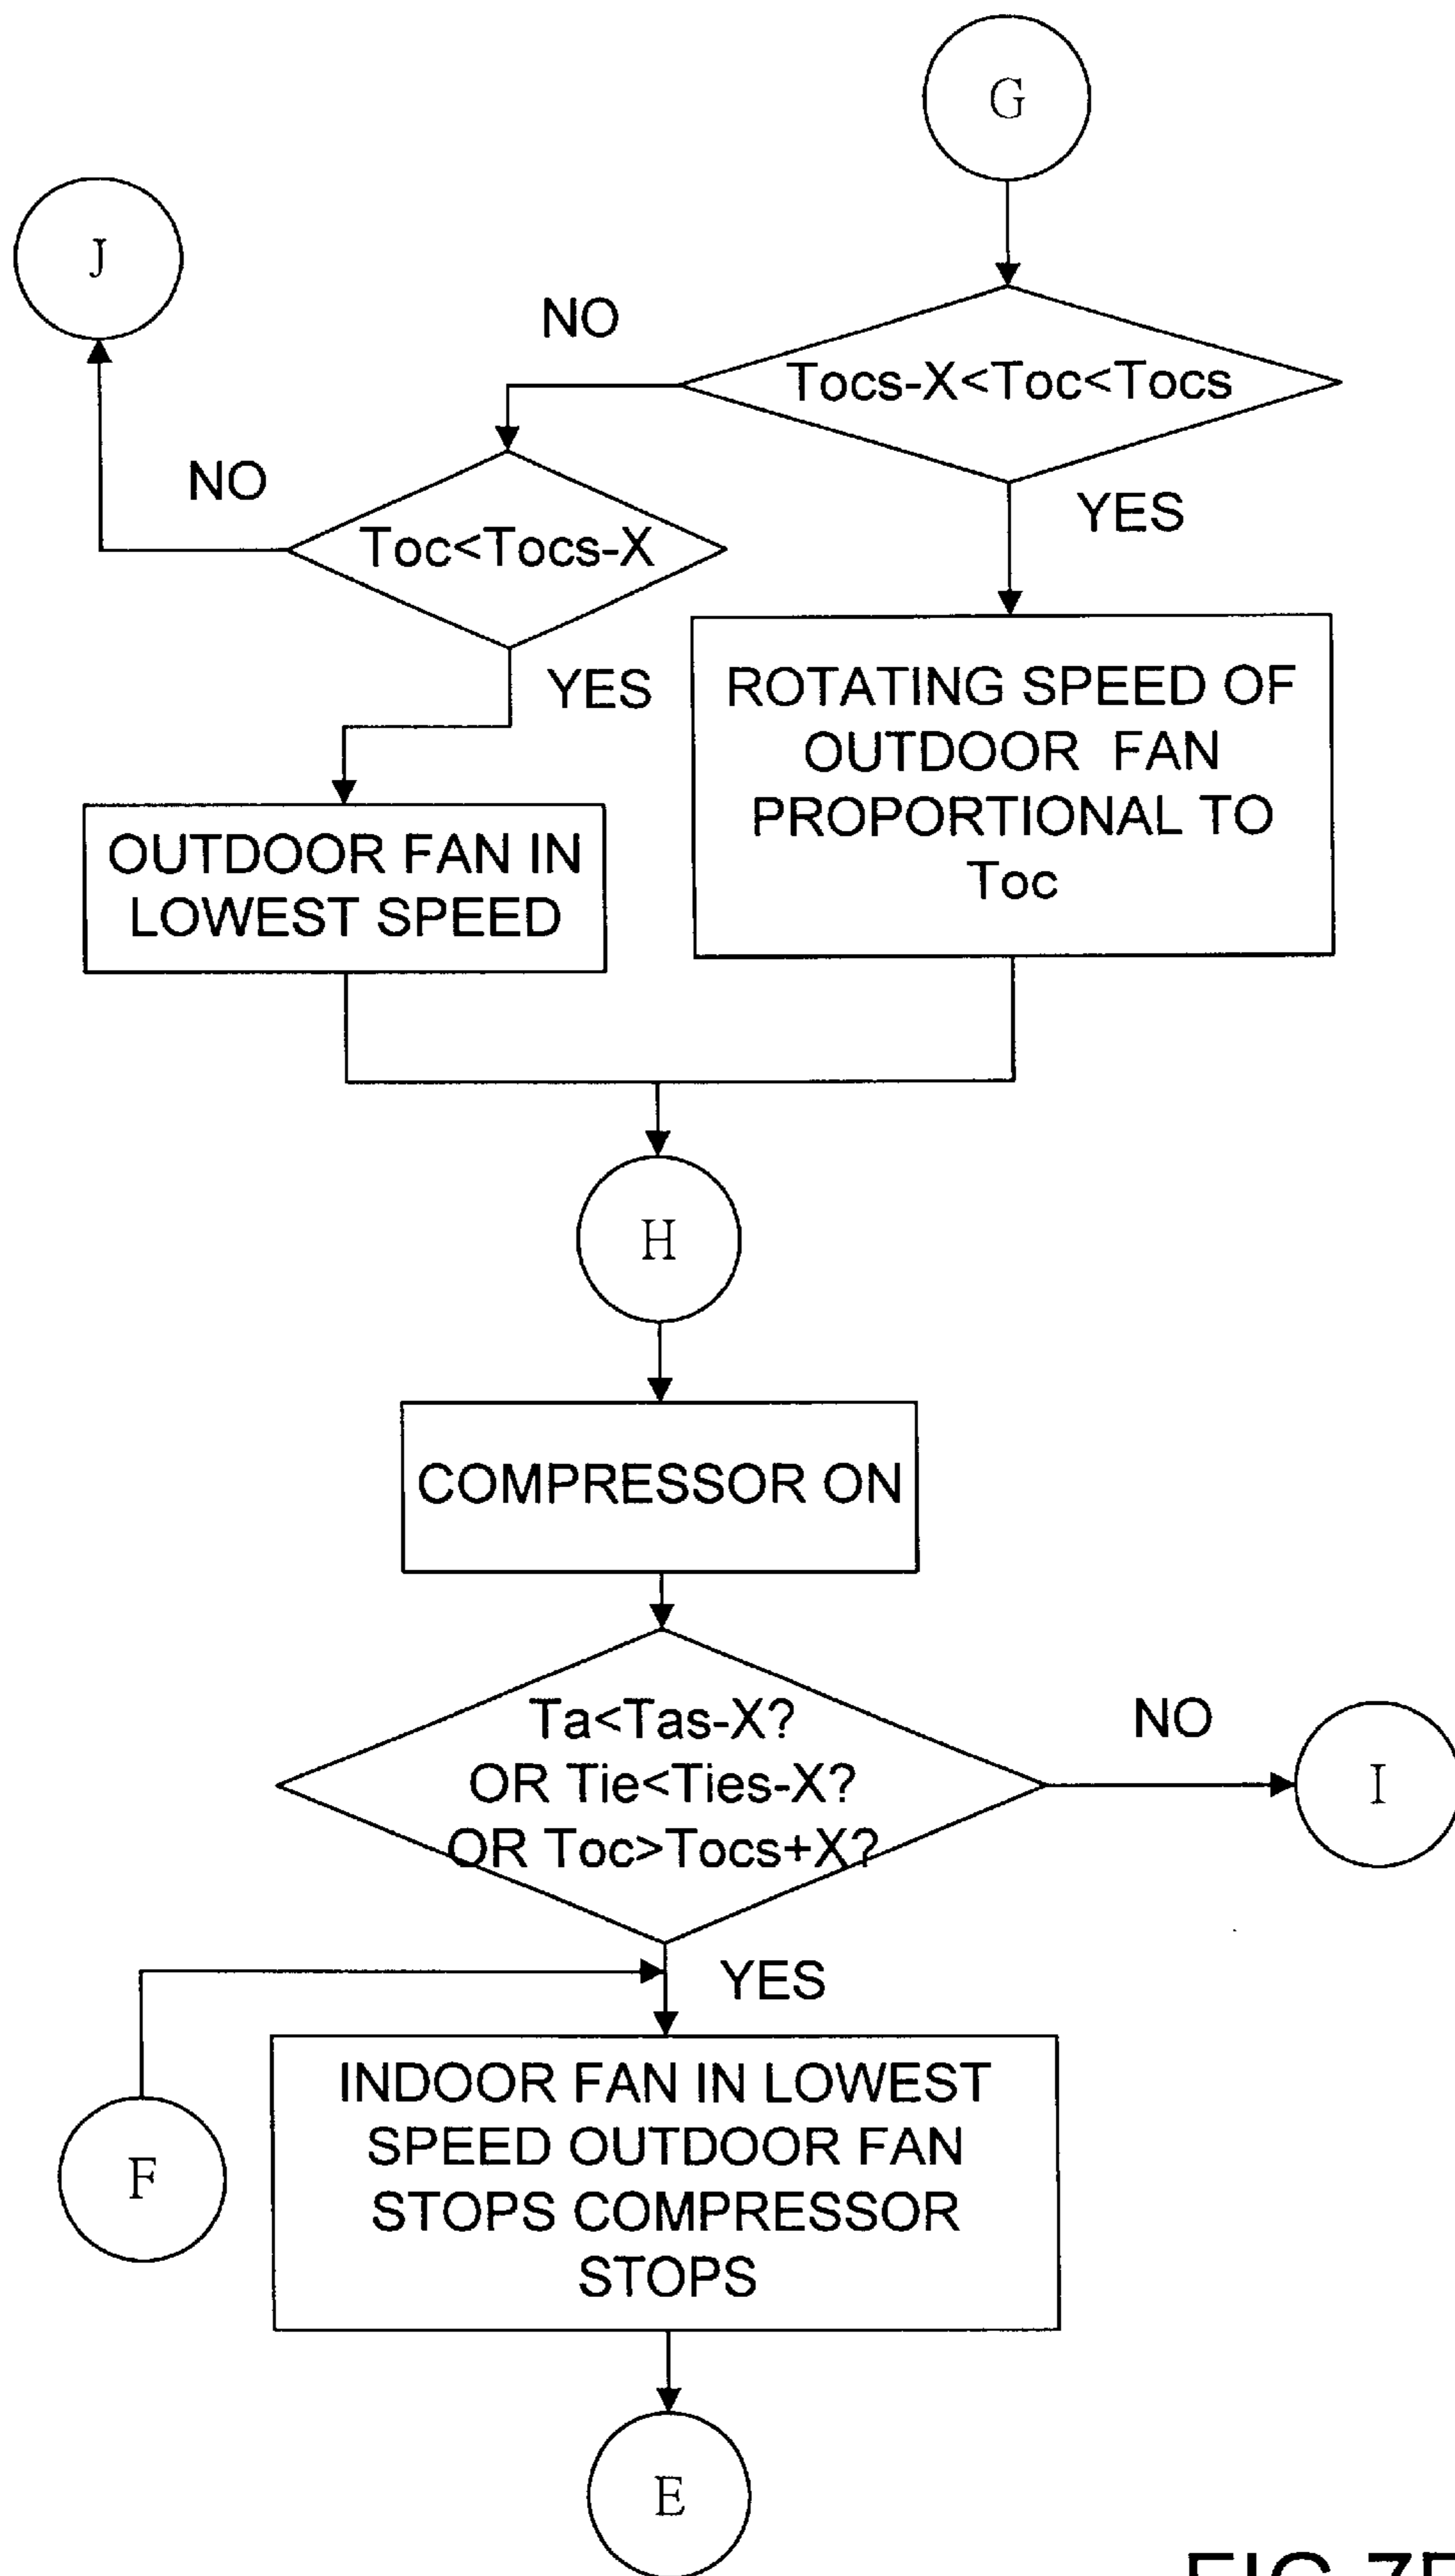 G
J
NO
Tocs-X<Toc<Tocs
NO
YES
Toc<Tocs-X
YES
ROTATING SPEED OF
OUTDOOR FAN
PROPORTIONAL TO
Toc
OUTDOOR FAN IN
LOWEST SPEED
H
COMPRESSOR ON
Ta<Tas-X?
OR Tie<Ties-X?
OR Toc>Tocs+X?
NO
I
YES
F
INDOOR FAN IN LOWEST
SPEED OUTDOOR FAN
STOPS COMPRESSOR
STOPS
E